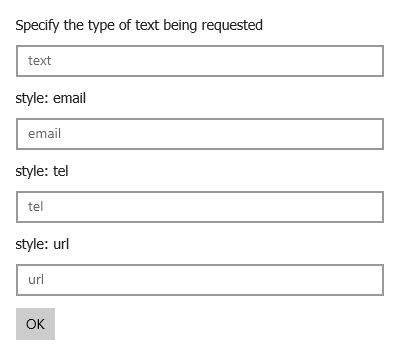 Specify the type of text being requested
text
style: email
email
style: tel
tel
style: url
url
OK